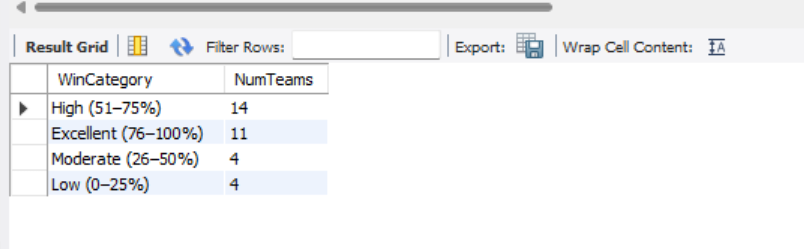 Result Grid Filter Rows: Export: Wrap Cell Content: IA
WinCategory NumTeams
High (51–75%) 14
Excellent (76–100%) 11
Moderate (26–50%) 4
Low (0–25%) 4